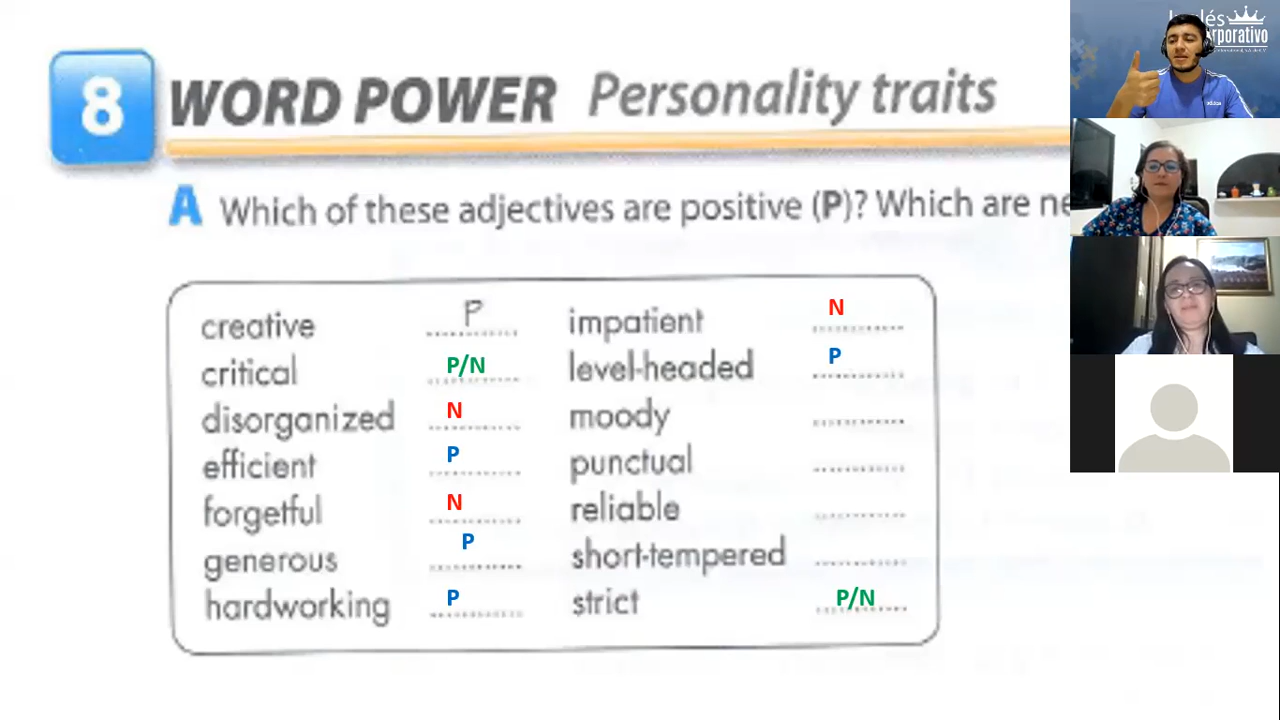 8 WORD POWER Personality traits
A Which of these adjectives are positive (P)? Which are ne
creative P impatient N
critical P/N level-headed P
disorganized N moody
efficient P punctual
forgetful N reliable
generous P short-tempered
hardworking P strict P/N
adidas